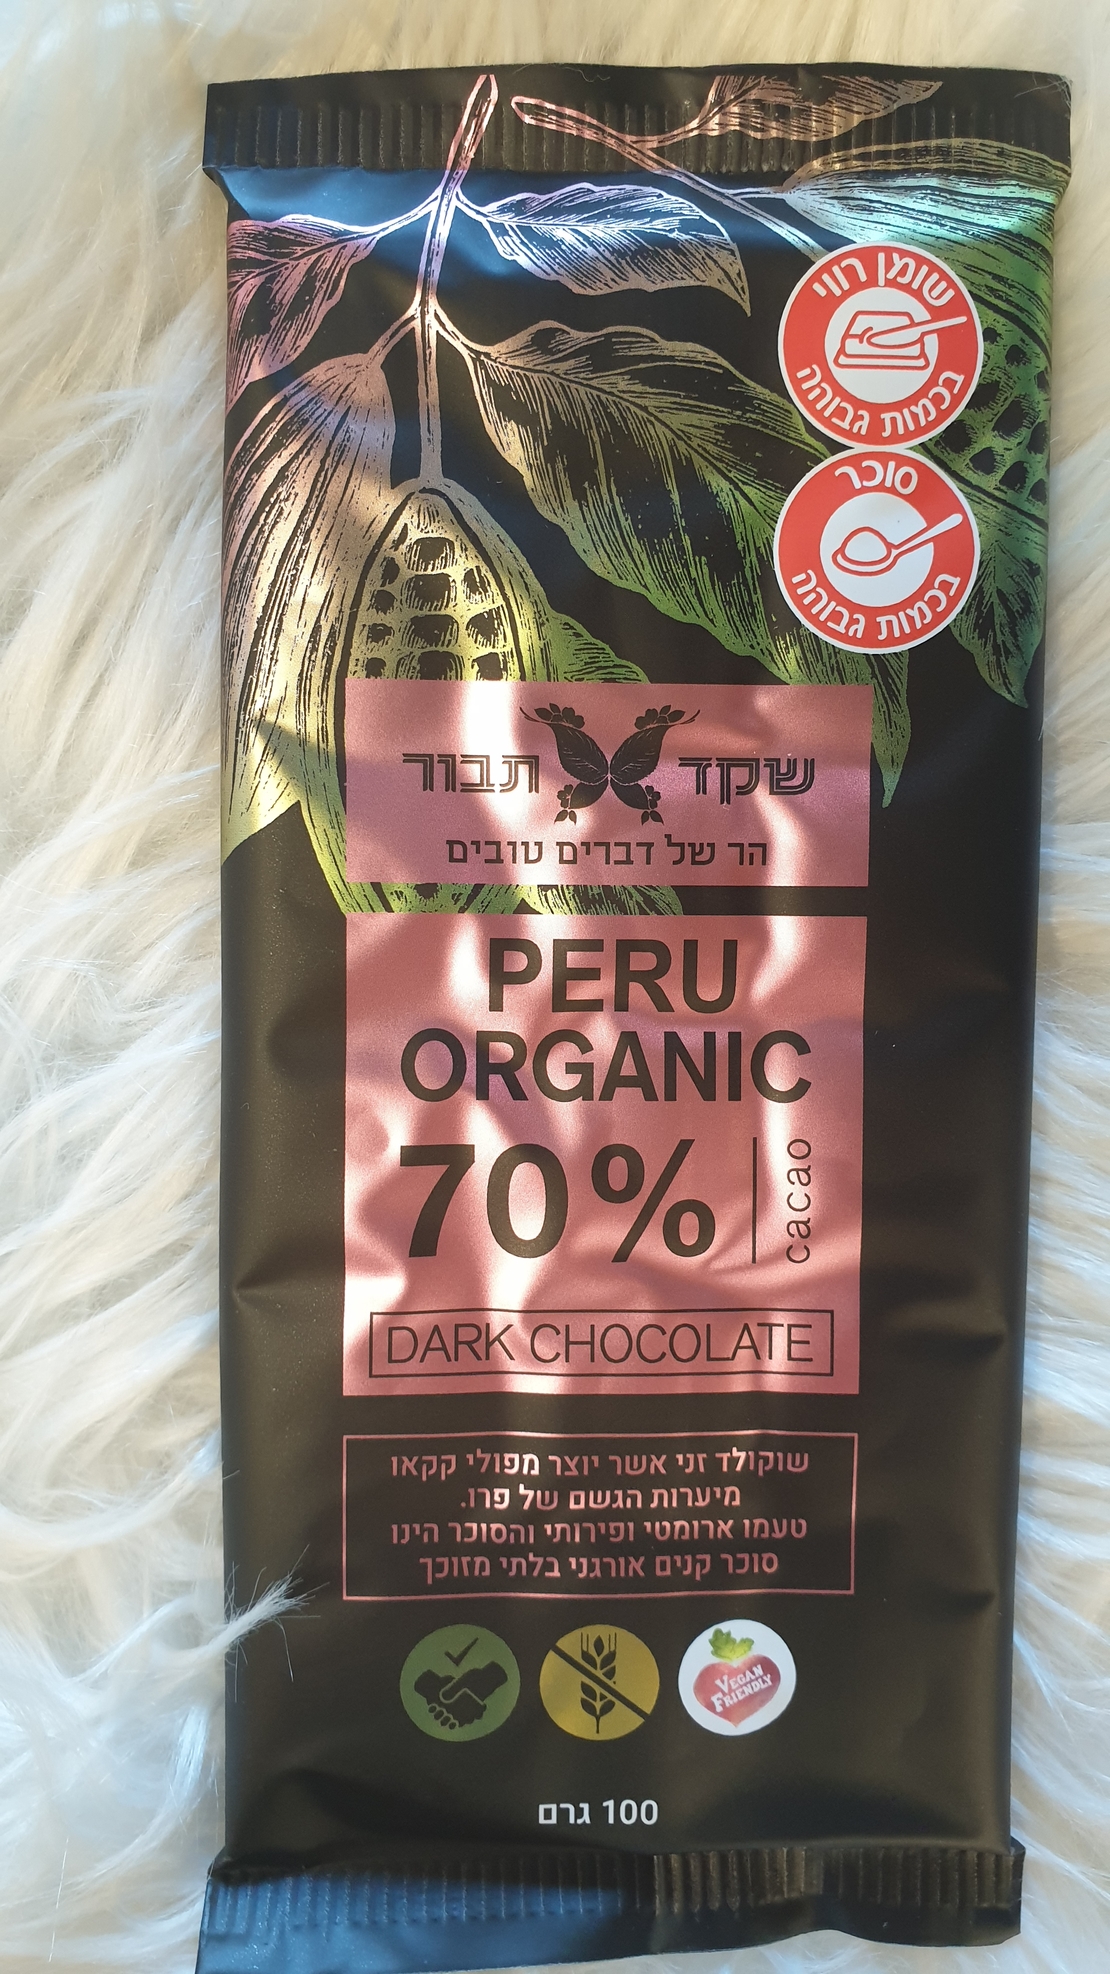 שומן רווי
בכמות גבוהה
סוכר
בכמות גבוהה
שקד תבור
הר של דברים טובים
PERU
ORGANIC
70% cacao
DARK CHOCOLATE
שוקולד זני אשר יוצר מפולי קקאו
מיערות הגשם של פרו.
טעמו ארומטי ופירותי והסוכר הינו
סוכר קנים אורגני בלתי מזוכך
VEGAN
FRIENDLY
100 גרם